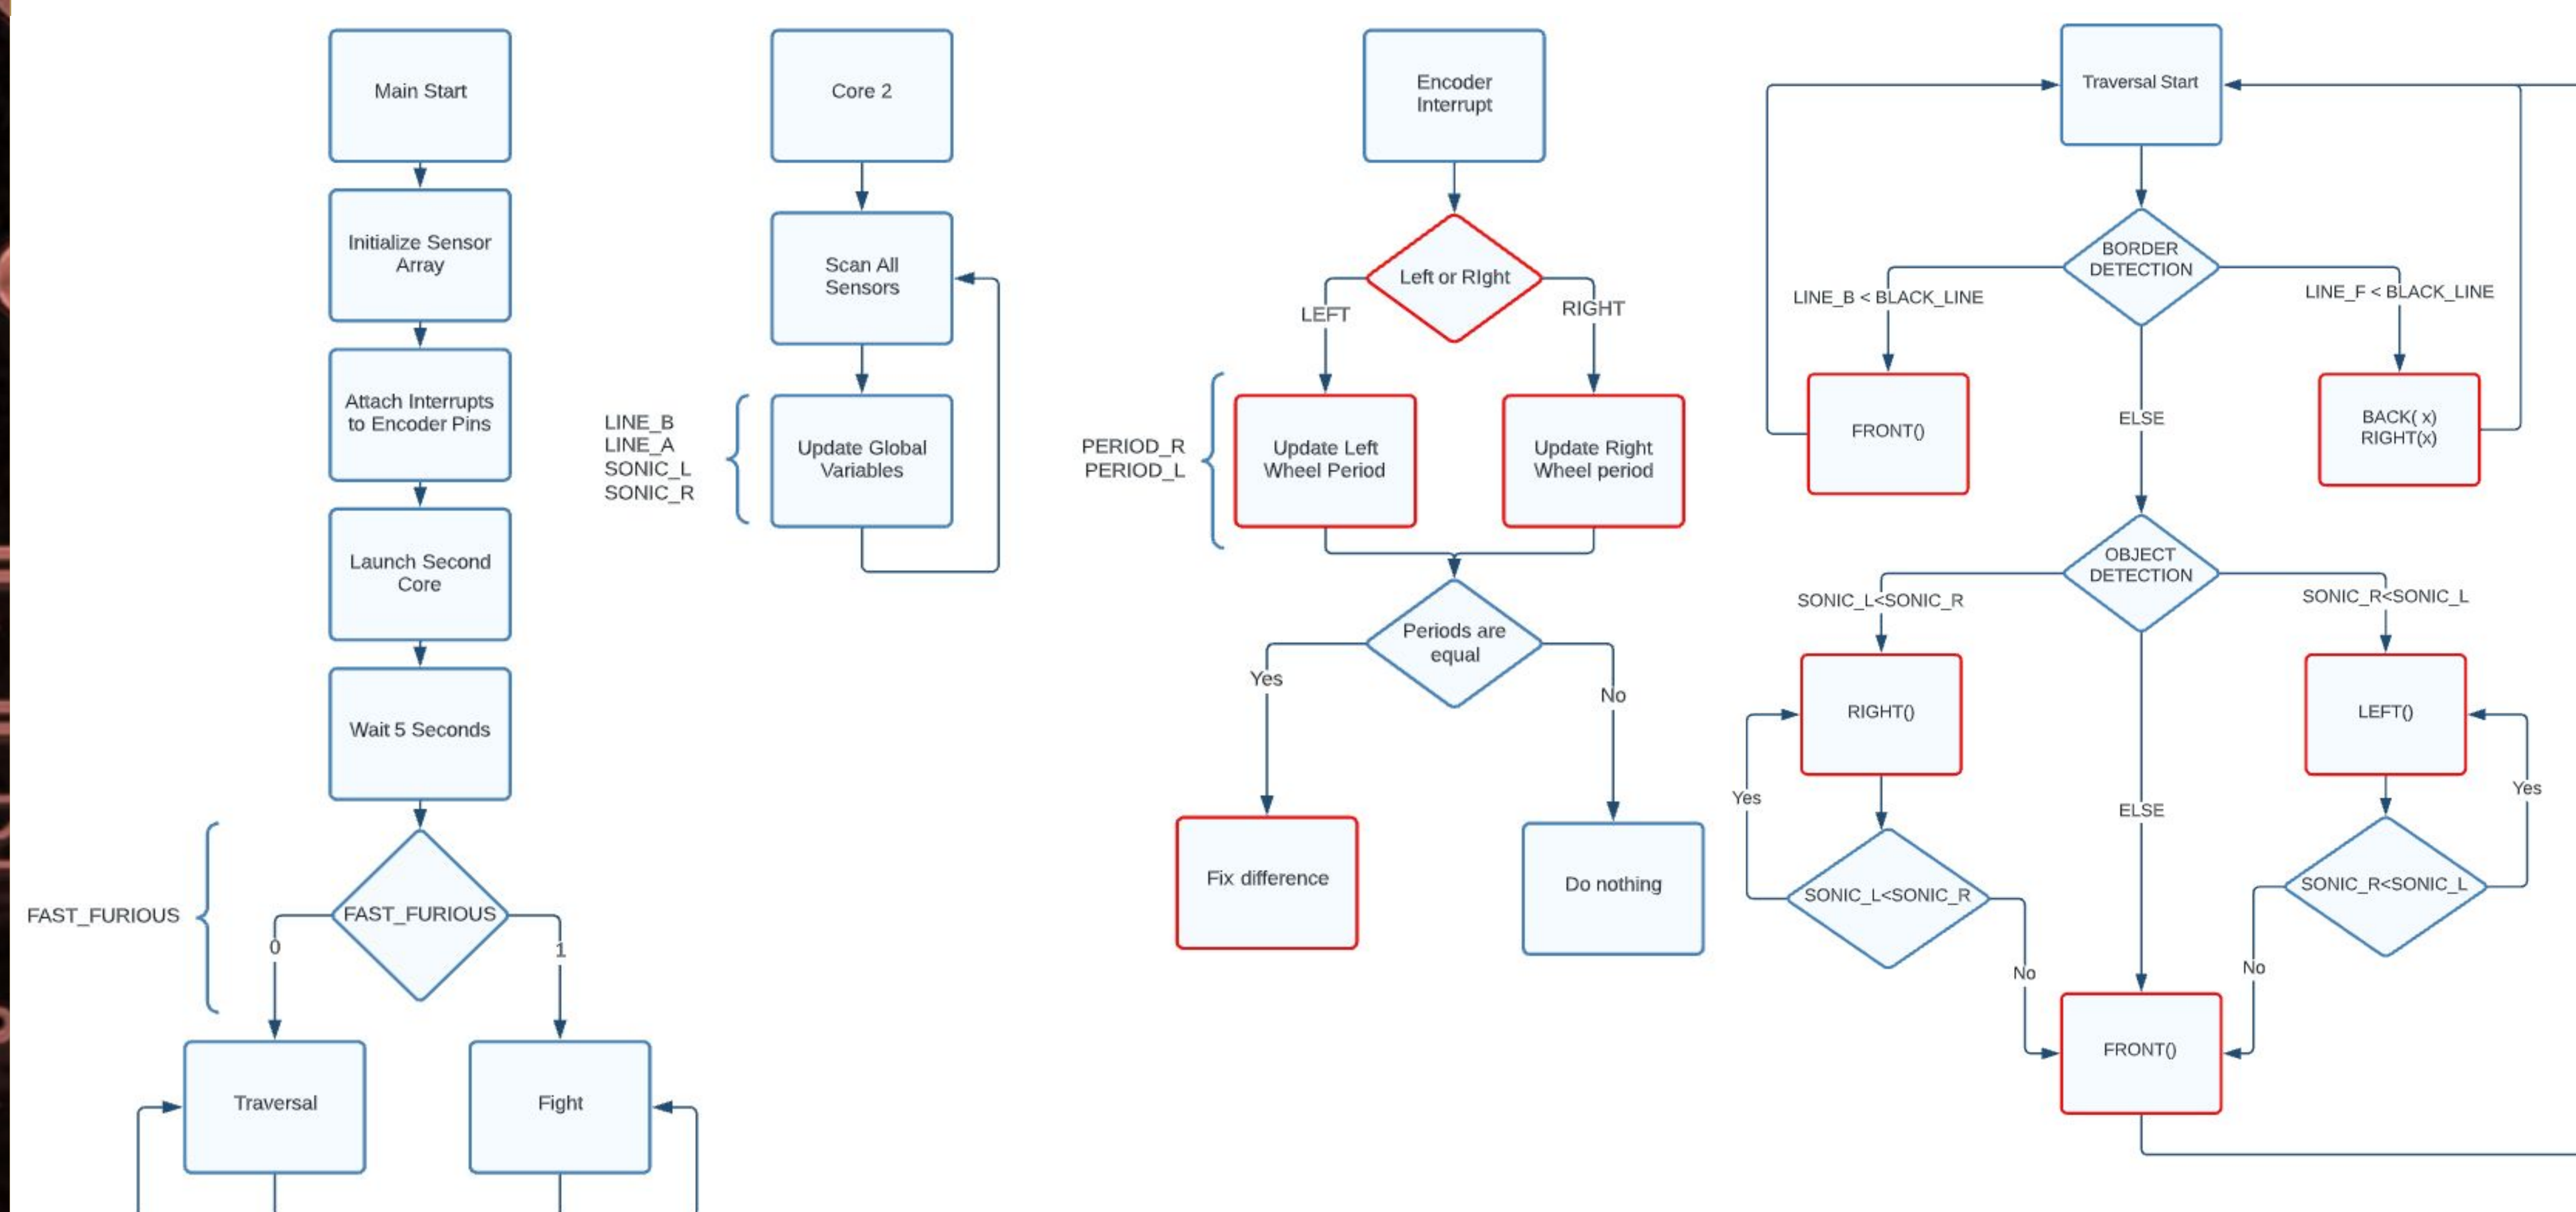 Main Start
Initialize Sensor
Array
Attach Interrupts
to Encoder Pins
Launch Second
Core
Wait 5 Seconds
FAST_FURIOUS
FAST_FURIOUS
0
1
Traversal
Fight
Core 2
Scan All
Sensors
LINE_B
LINE_A
SONIC_L
SONIC_R
Update Global
Variables
Encoder
Interrupt
Left or RIght
LEFT
RIGHT
PERIOD_R
PERIOD_L
Update Left
Wheel Period
Update Right
Wheel period
Periods are
equal
Yes
No
Fix difference
Do nothing
Traversal Start
BORDER
DETECTION
LINE_B < BLACK_LINE
LINE_F < BLACK_LINE
FRONT()
ELSE
BACK( x)
RIGHT(x)
OBJECT
DETECTION
SONIC_L<SONIC_R
SONIC_R<SONIC_L
RIGHT()
LEFT()
Yes
ELSE
Yes
SONIC_L<SONIC_R
SONIC_R<SONIC_L
No
No
FRONT()